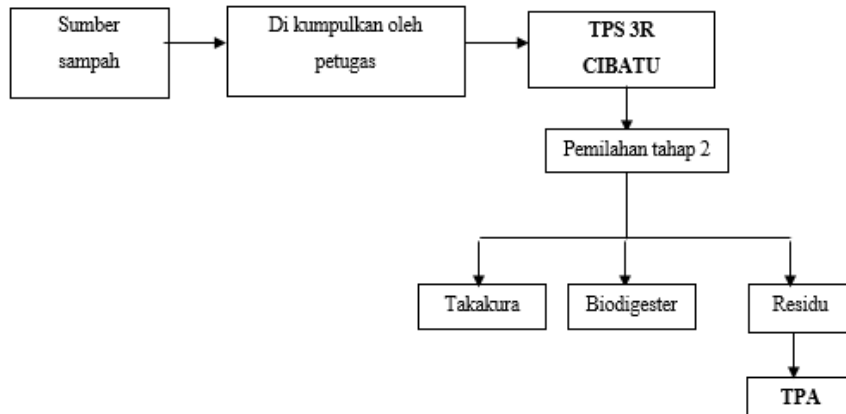 Sumber
sampah
Di kumpulkan oleh
petugas
TPS 3R
CIBATU
Pemilahan tahap 2
Takakura
Biodigester
Residu
TPA